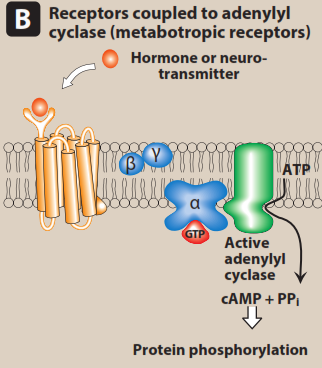 B
Receptors coupled to adenylyl
cyclase (metabotropic receptors)
Hormone or neuro-
transmitter
β
γ
ATP
α
GTP
Active
adenylyl
cyclase
cAMP + PPi
Protein phosphorylation